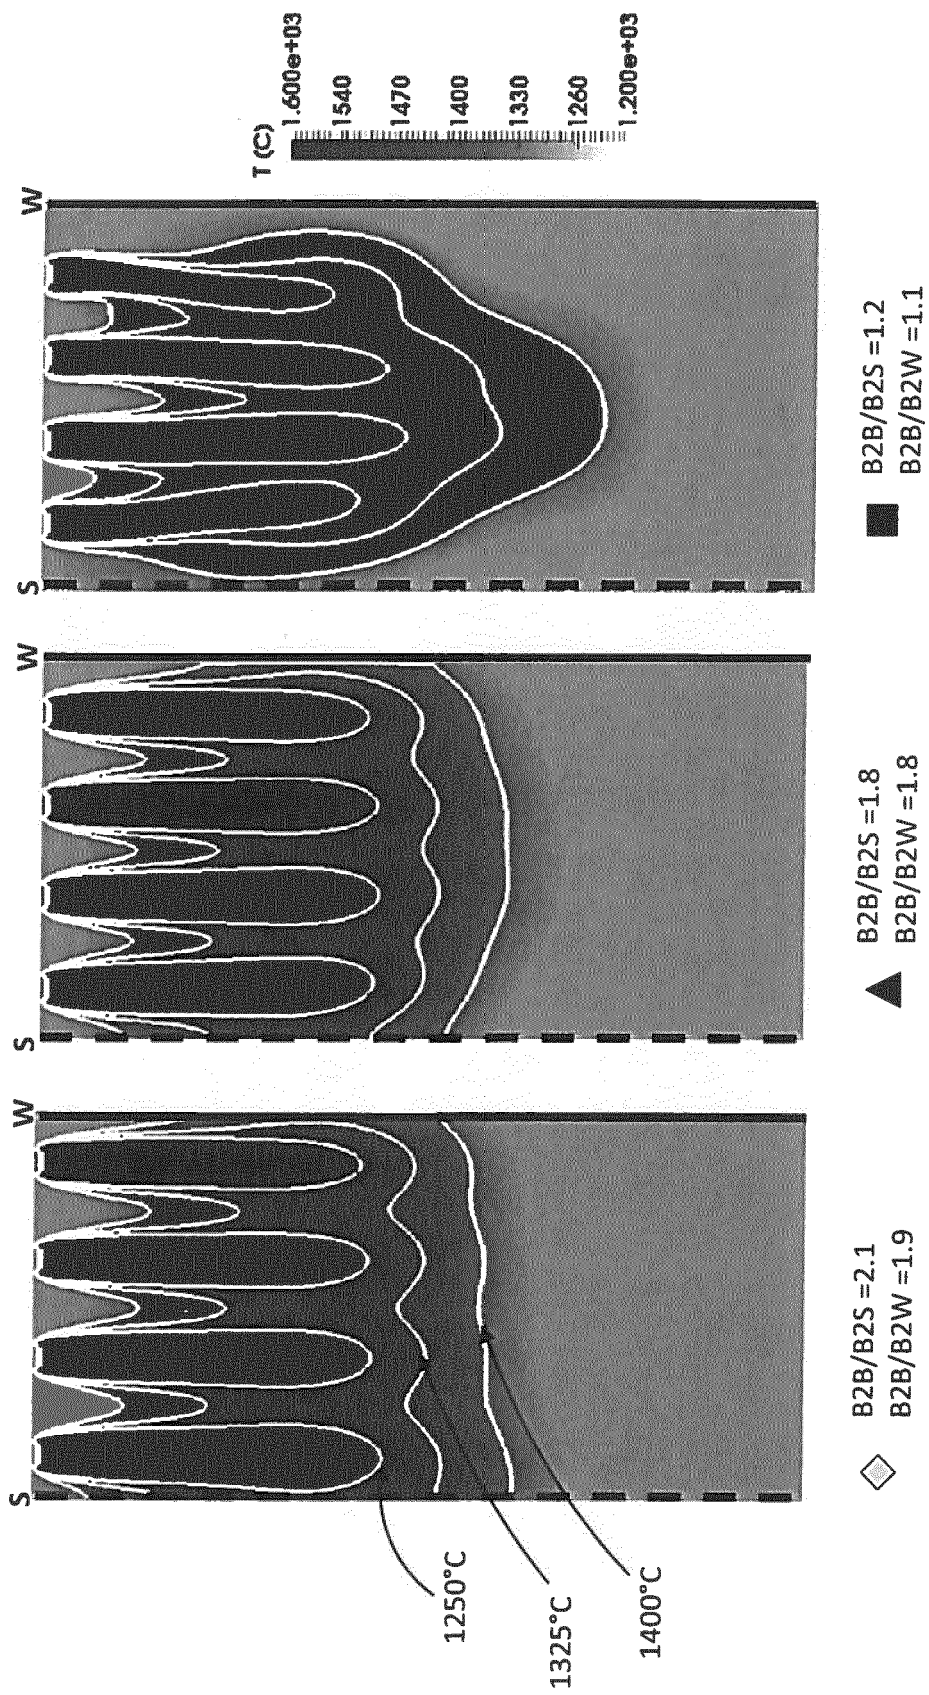 S
W
B2B/B2S =2.1
B2B/B2W =1.9
1250°C
1325°C
1400°C
S
W
B2B/B2S =1.8
B2B/B2W =1.8
S
W
B2B/B2S =1.2
B2B/B2W =1.1
T (C)
1.600e+03
1540
1470
1400
1330
1260
1.200e+03